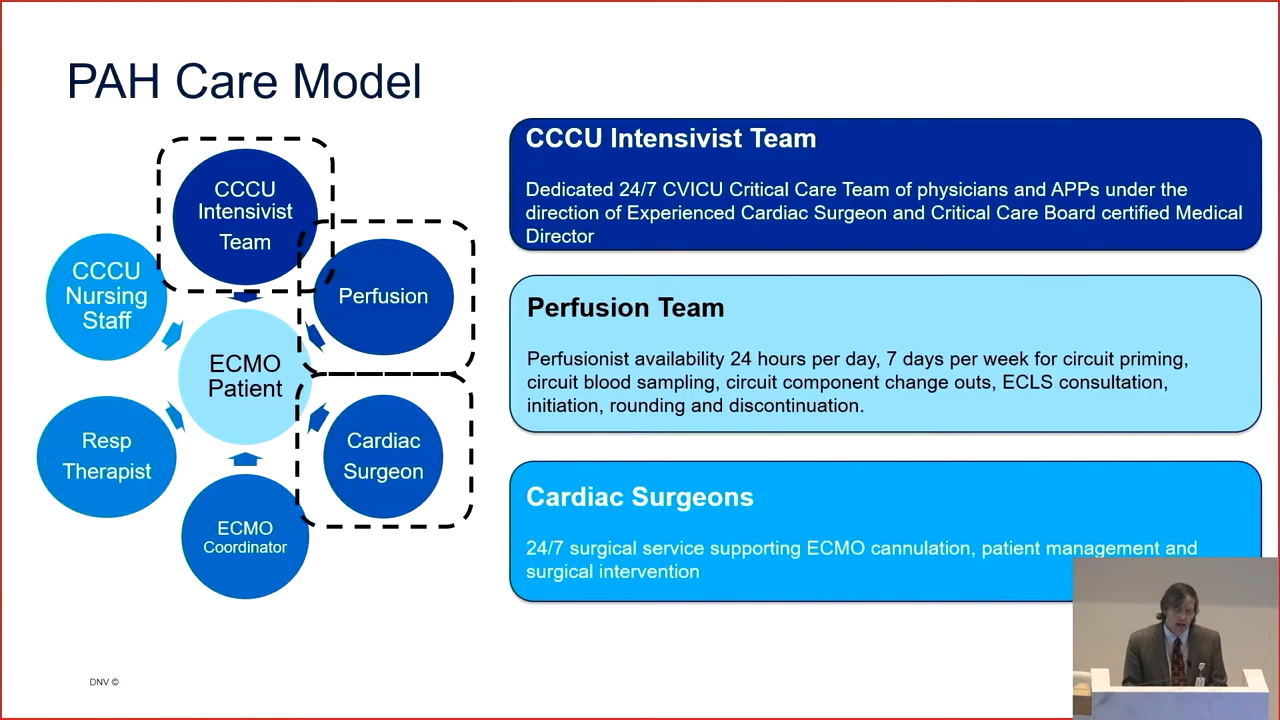 PAH Care Model
CCCU
Intensivist
Team
CCCU
Nursing
Staff
Perfusion
ECMO
Patient
Resp
Therapist
Cardiac
Surgeon
ECMO
Coordinator
CCCU Intensivist Team
Dedicated 24/7 CVICU Critical Care Team of physicians and APPs under the
direction of Experienced Cardiac Surgeon and Critical Care Board certified Medical
Director
Perfusion Team
Perfusionist availability 24 hours per day, 7 days per week for circuit priming,
circuit blood sampling, circuit component change outs, ECLS consultation,
initiation, rounding and discontinuation.
Cardiac Surgeons
24/7 surgical service supporting ECMO cannulation, patient management and
surgical intervention
DNV ©